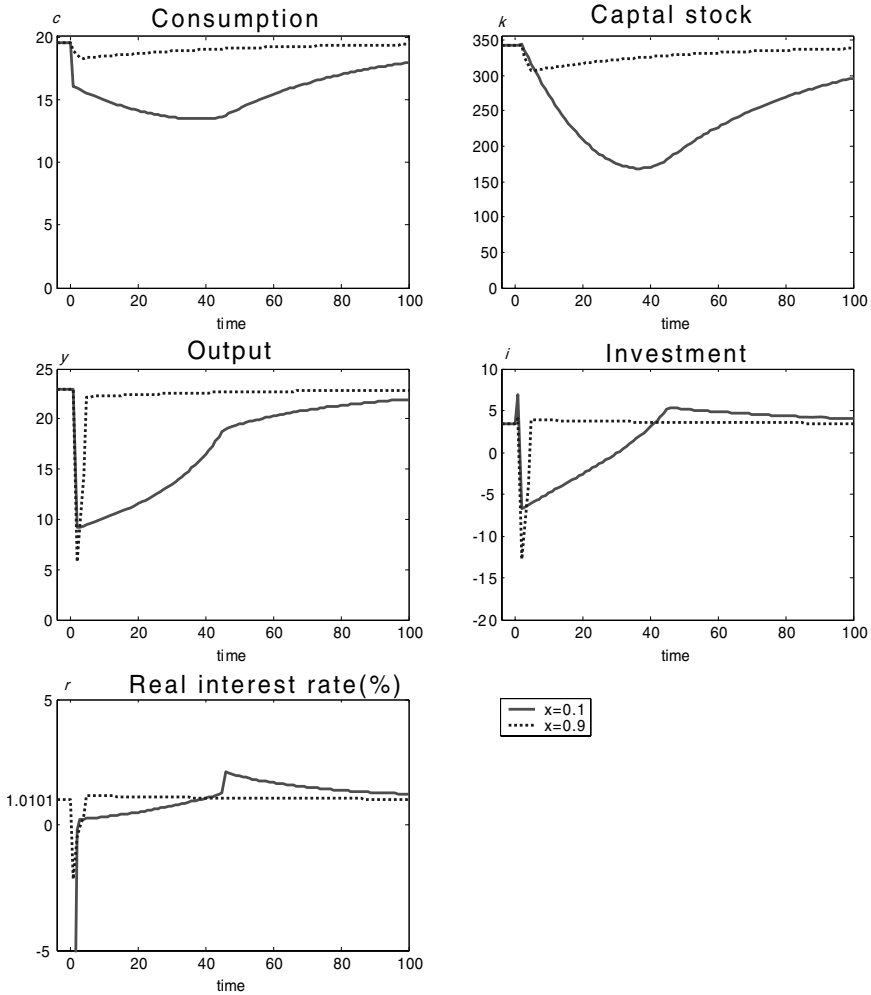 Consumption
c
20
15
10
5
0
0 20 40 60 80 100
time
Captal stock
k
350
300
250
200
150
100
50
0
0 20 40 60 80 100
time
Output
y
25
20
15
10
5
0
0 20 40 60 80 100
time
Investment
i
10
5
0
-5
-10
-15
-20
0 20 40 60 80 100
time
Real interest rate(%)
r
5
1.0101
0
-5
0 20 40 60 80 100
time
x=0.1
x=0.9